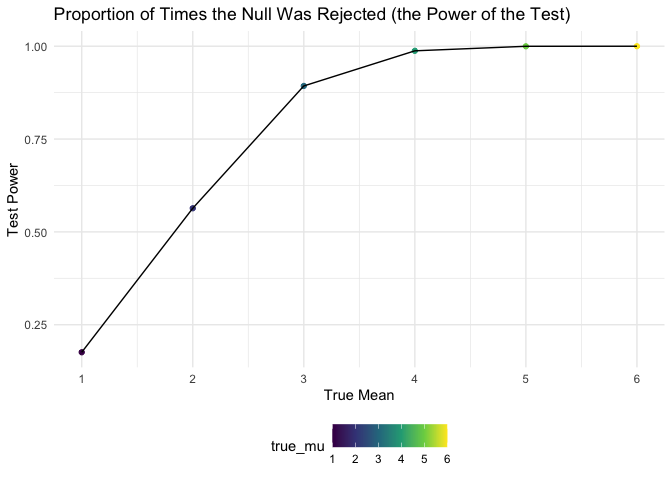 Proportion of Times the Null Was Rejected (the Power of the Test)
1.00
0.75
0.50
0.25
Test Power
1 2 3 4 5 6
True Mean
true_mu
1 2 3 4 5 6